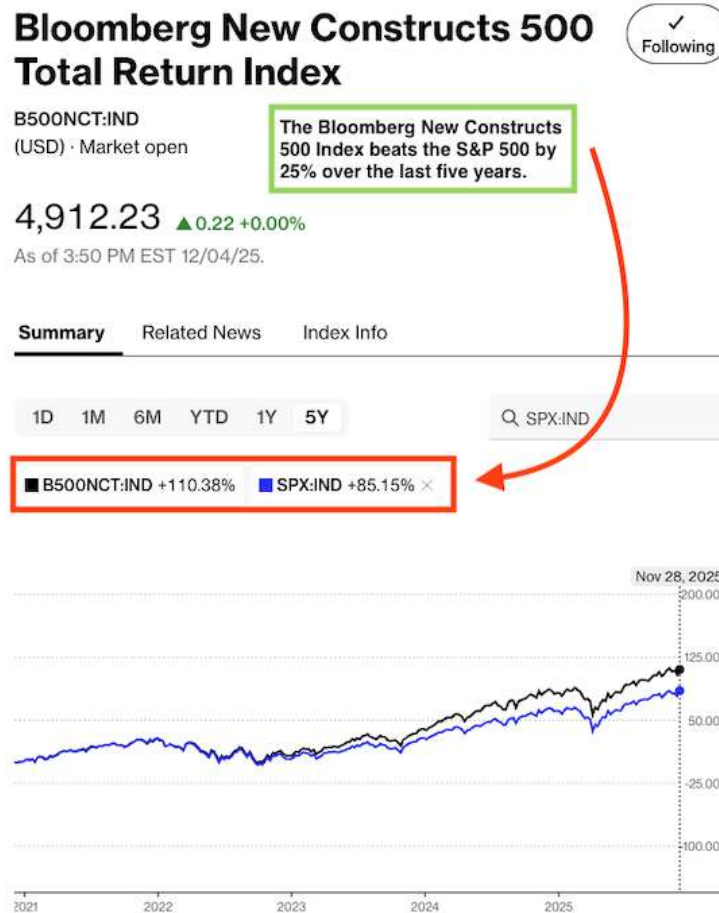 Bloomberg New Constructs 500
Total Return Index
✓
Following
B500NCT:IND
(USD) · Market open
The Bloomberg New Constructs
500 Index beats the S&P 500 by
25% over the last five years.
4,912.23 ▲ 0.22 +0.00%
As of 3:50 PM EST 12/04/25.
Summary Related News Index Info
1D 1M 6M YTD 1Y 5Y
SPX:IND
B500NCT:IND +110.38% SPX:IND +85.15% ×
Nov 28, 2025
200.00
125.00
50.00
-25.00
-100.00
2021 2022 2023 2024 2025